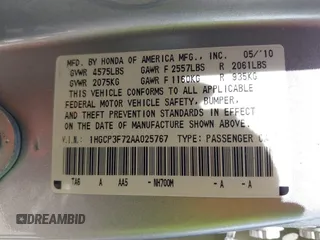 MFD. BY HONDA OF AMERICA MFG., INC. 05/'10
GVWR 4575LBS GAWR F 2557LBS R 2061LBS
GVWR 2075KG GAWR F 1160KG R 935KG
THIS VEHICLE CONFORMS TO ALL APPLICABLE
FEDERAL MOTOR VEHICLE SAFETY, BUMPER,
AND THEFT PREVENTION STANDARDS IN EFFECT ON
THE DATE OF MANUFACTURE SHOWN ABOVE.
V.I.N.: 1HGCP3F72AA025767 TYPE: PASSENGER
TA6 A AA5 - NH700M - A - A
DREAMBID